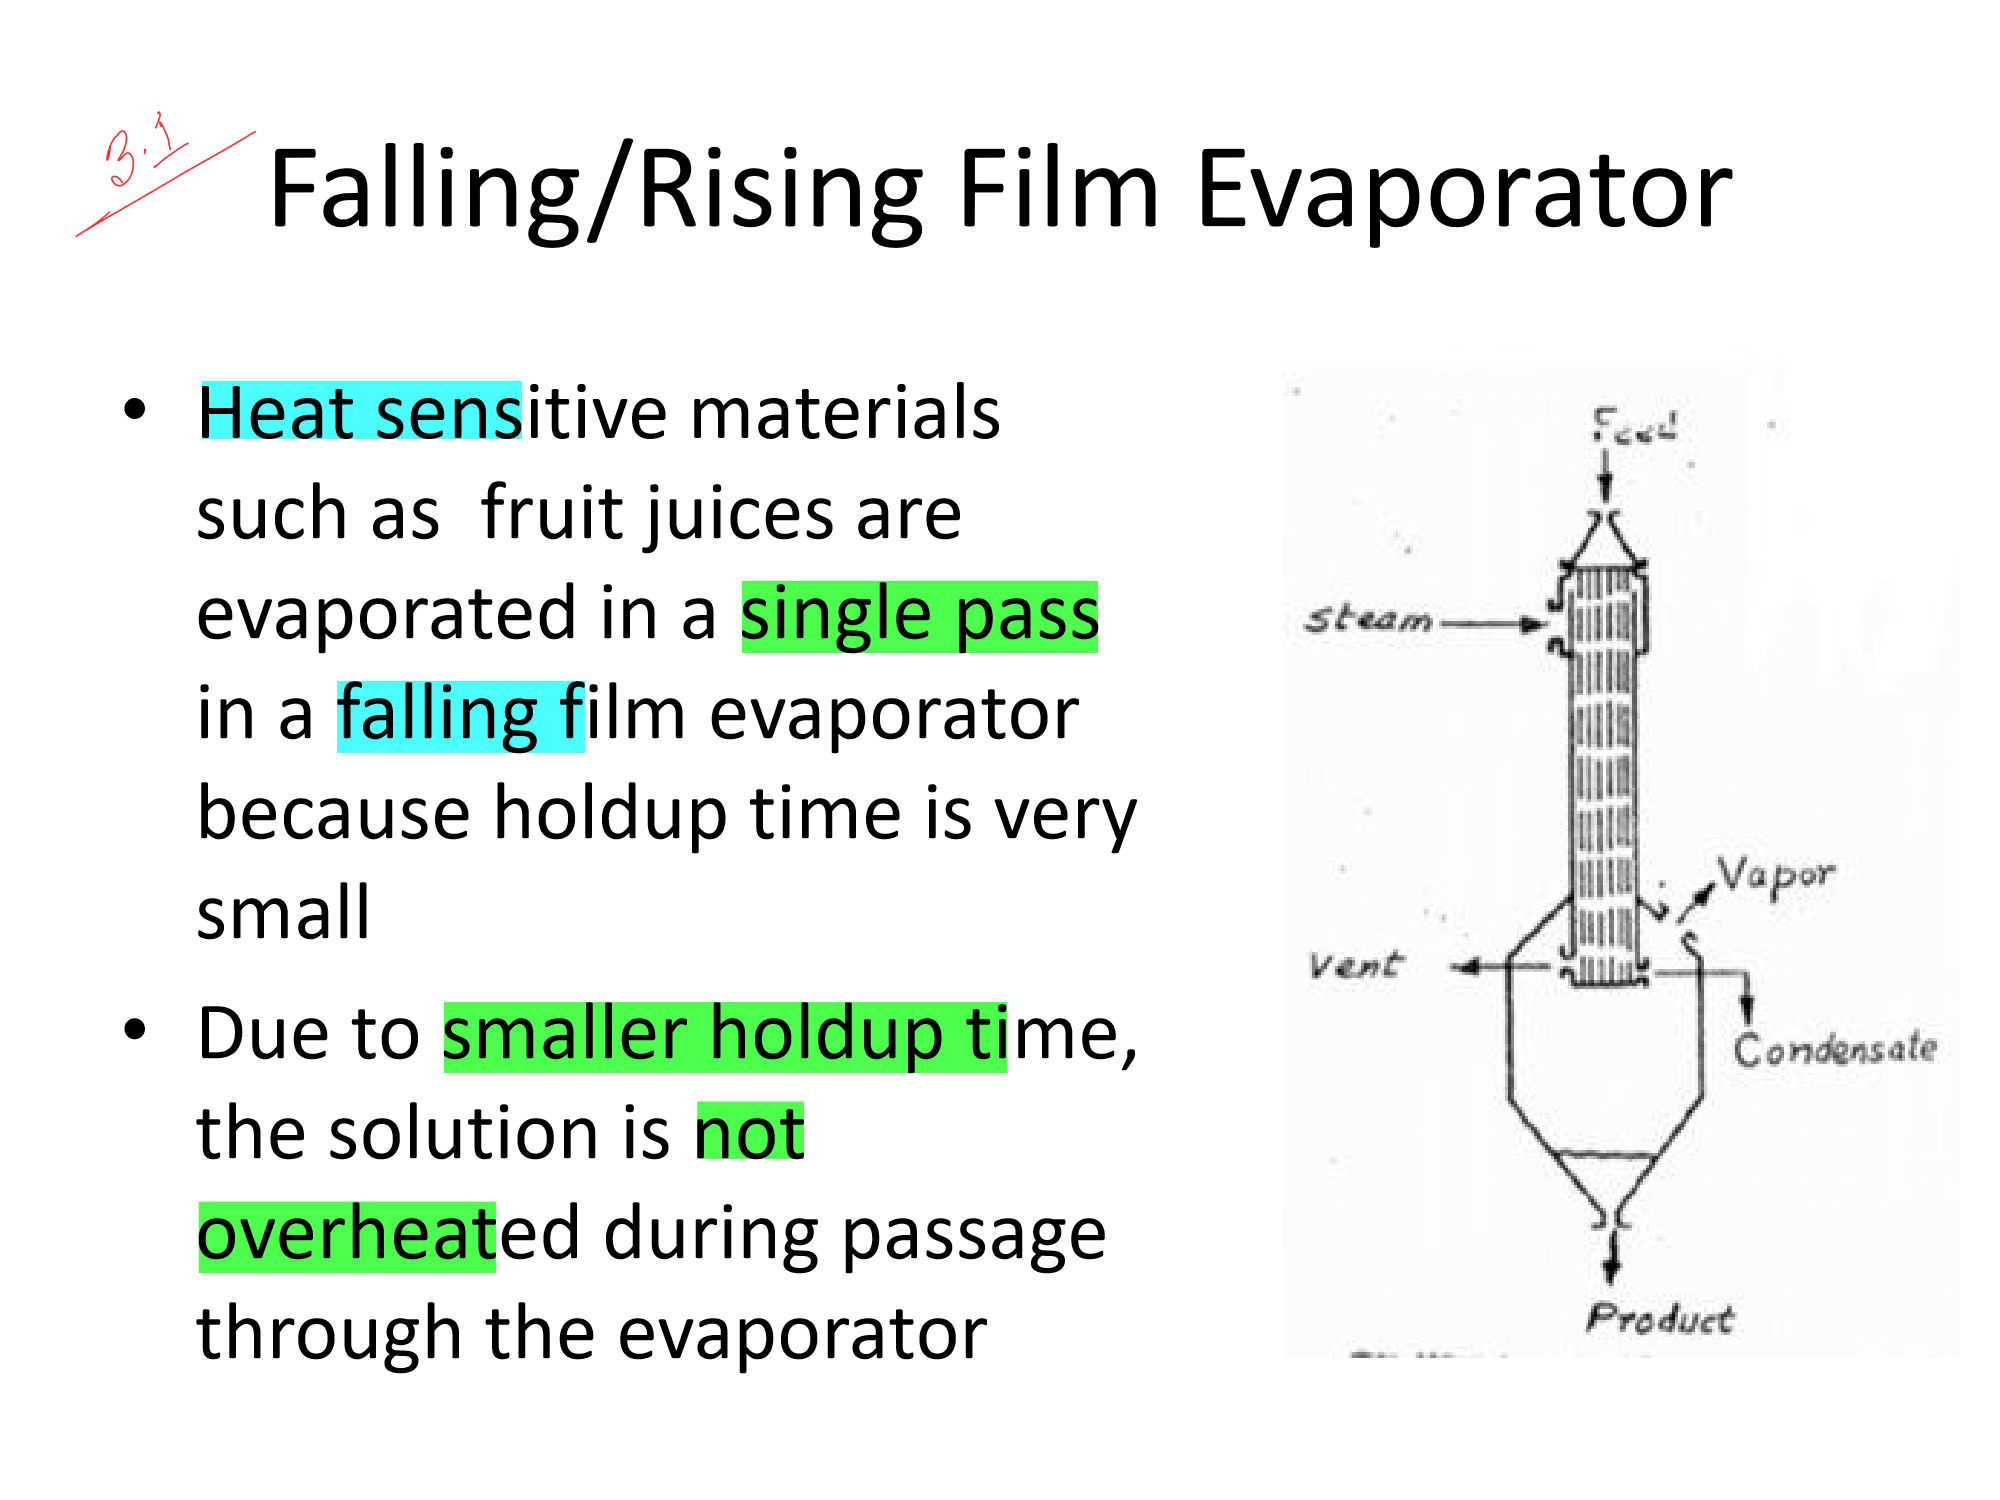 3.1
Falling/Rising Film Evaporator
• Heat sensitive materials
such as fruit juices are
evaporated in a single pass
in a falling film evaporator
because holdup time is very
small
• Due to smaller holdup time,
the solution is not
overheated during passage
through the evaporator
Feed
steam
Vapor
Vent
Condensate
Product